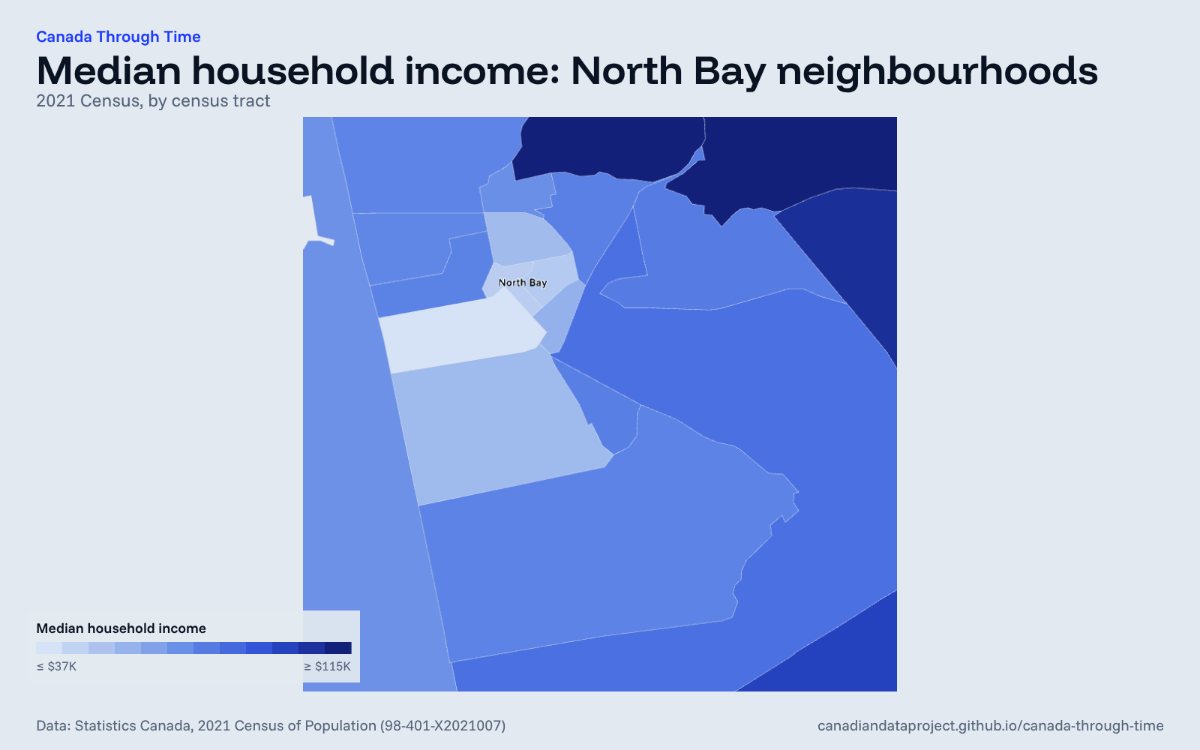 Canada Through Time
Median household income: North Bay neighbourhoods
2021 Census, by census tract
North Bay
Median household income
≤ $37K
≥ $115K
Data: Statistics Canada, 2021 Census of Population (98-401-X2021007)
canadiandataproject.github.io/canada-through-time